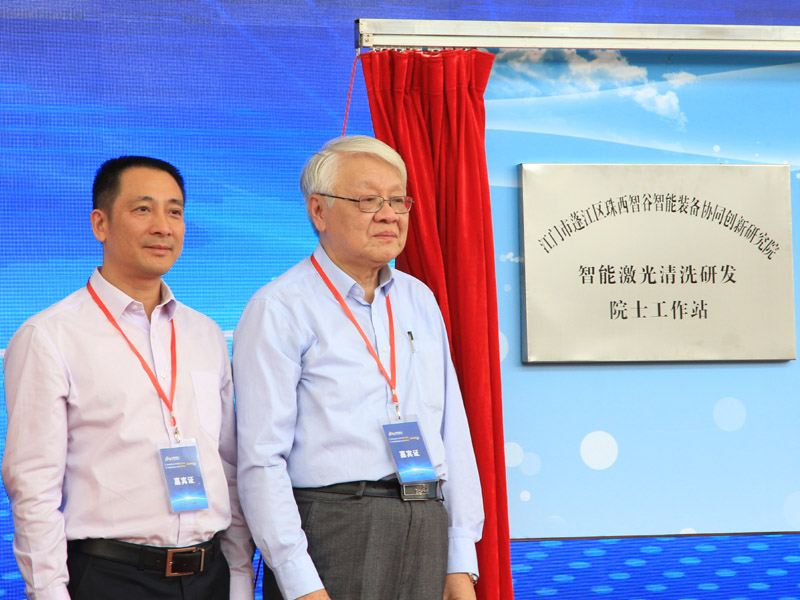 江门市蓬江区珠西智谷智能装备协同创新研究院
智能激光清洗研发
院士工作站
嘉宾证
嘉宾证